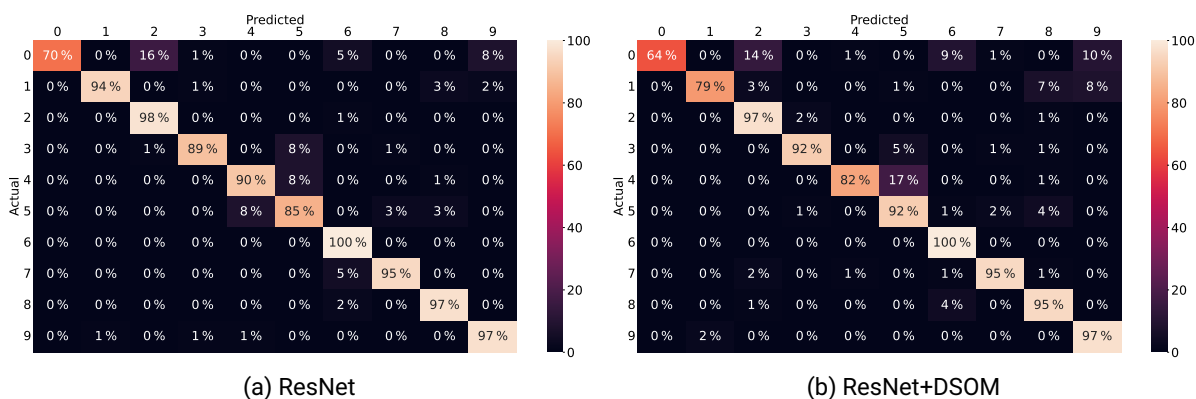 Predicted
0 1 2 3 4 5 6 7 8 9
Actual
0 70 % 0 % 16 % 1 % 0 % 0 % 5 % 0 % 0 % 8 %
1 0 % 94 % 0 % 1 % 0 % 0 % 0 % 0 % 3 % 2 %
2 0 % 0 % 98 % 0 % 0 % 0 % 1 % 0 % 0 % 0 %
3 0 % 0 % 1 % 89 % 0 % 8 % 0 % 1 % 0 % 0 %
4 0 % 0 % 0 % 0 % 90 % 8 % 0 % 0 % 1 % 0 %
5 0 % 0 % 0 % 0 % 8 % 85 % 0 % 3 % 3 % 0 %
6 0 % 0 % 0 % 0 % 0 % 0 % 100 % 0 % 0 % 0 %
7 0 % 0 % 0 % 0 % 0 % 0 % 5 % 95 % 0 % 0 %
8 0 % 0 % 0 % 0 % 0 % 0 % 2 % 0 % 97 % 0 %
9 0 % 1 % 0 % 1 % 1 % 0 % 0 % 0 % 0 % 97 %
100
80
60
40
20
0
(a) ResNet
Predicted
0 1 2 3 4 5 6 7 8 9
Actual
0 64 % 0 % 14 % 0 % 1 % 0 % 9 % 1 % 0 % 10 %
1 0 % 79 % 3 % 0 % 0 % 1 % 0 % 0 % 7 % 8 %
2 0 % 0 % 97 % 2 % 0 % 0 % 0 % 0 % 1 % 0 %
3 0 % 0 % 0 % 92 % 0 % 5 % 0 % 1 % 1 % 0 %
4 0 % 0 % 0 % 0 % 82 % 17 % 0 % 0 % 1 % 0 %
5 0 % 0 % 0 % 1 % 0 % 92 % 1 % 2 % 4 % 0 %
6 0 % 0 % 0 % 0 % 0 % 0 % 100 % 0 % 0 % 0 %
7 0 % 0 % 2 % 0 % 1 % 0 % 1 % 95 % 1 % 0 %
8 0 % 0 % 1 % 0 % 0 % 0 % 4 % 0 % 95 % 0 %
9 0 % 2 % 0 % 0 % 0 % 0 % 0 % 0 % 0 % 97 %
100
80
60
40
20
0
(b) ResNet+DSOM